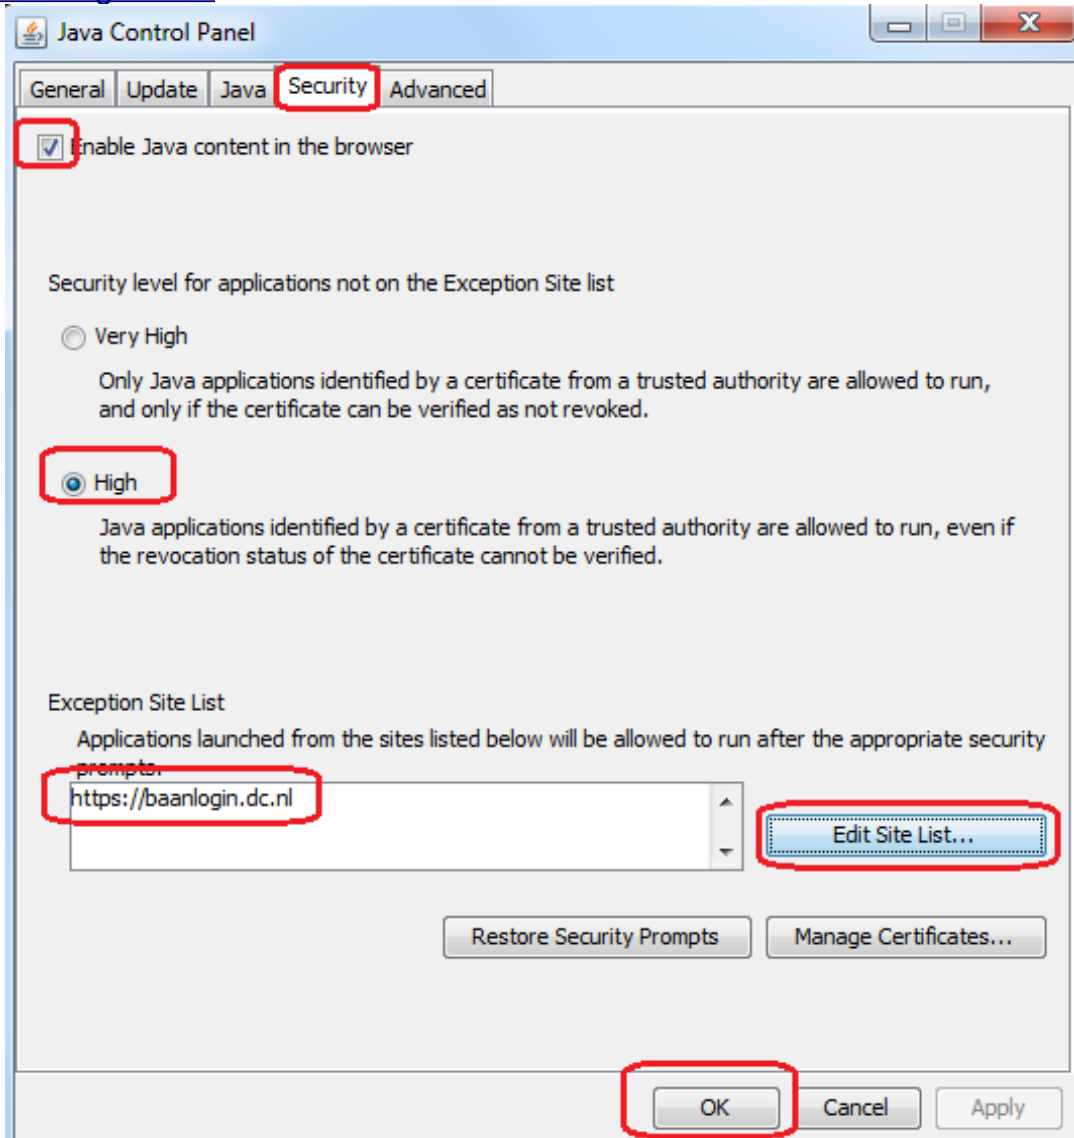 Java Control Panel
General Update Java Security Advanced
Enable Java content in the browser
Security level for applications not on the Exception Site list
Very High
Only Java applications identified by a certificate from a trusted authority are allowed to run,
and only if the certificate can be verified as not revoked.
High
Java applications identified by a certificate from a trusted authority are allowed to run, even if
the revocation status of the certificate cannot be verified.
Exception Site List
Applications launched from the sites listed below will be allowed to run after the appropriate security
prompts.
https://baanlogin.dc.nl
Edit Site List...
Restore Security Prompts Manage Certificates...
OK Cancel Apply